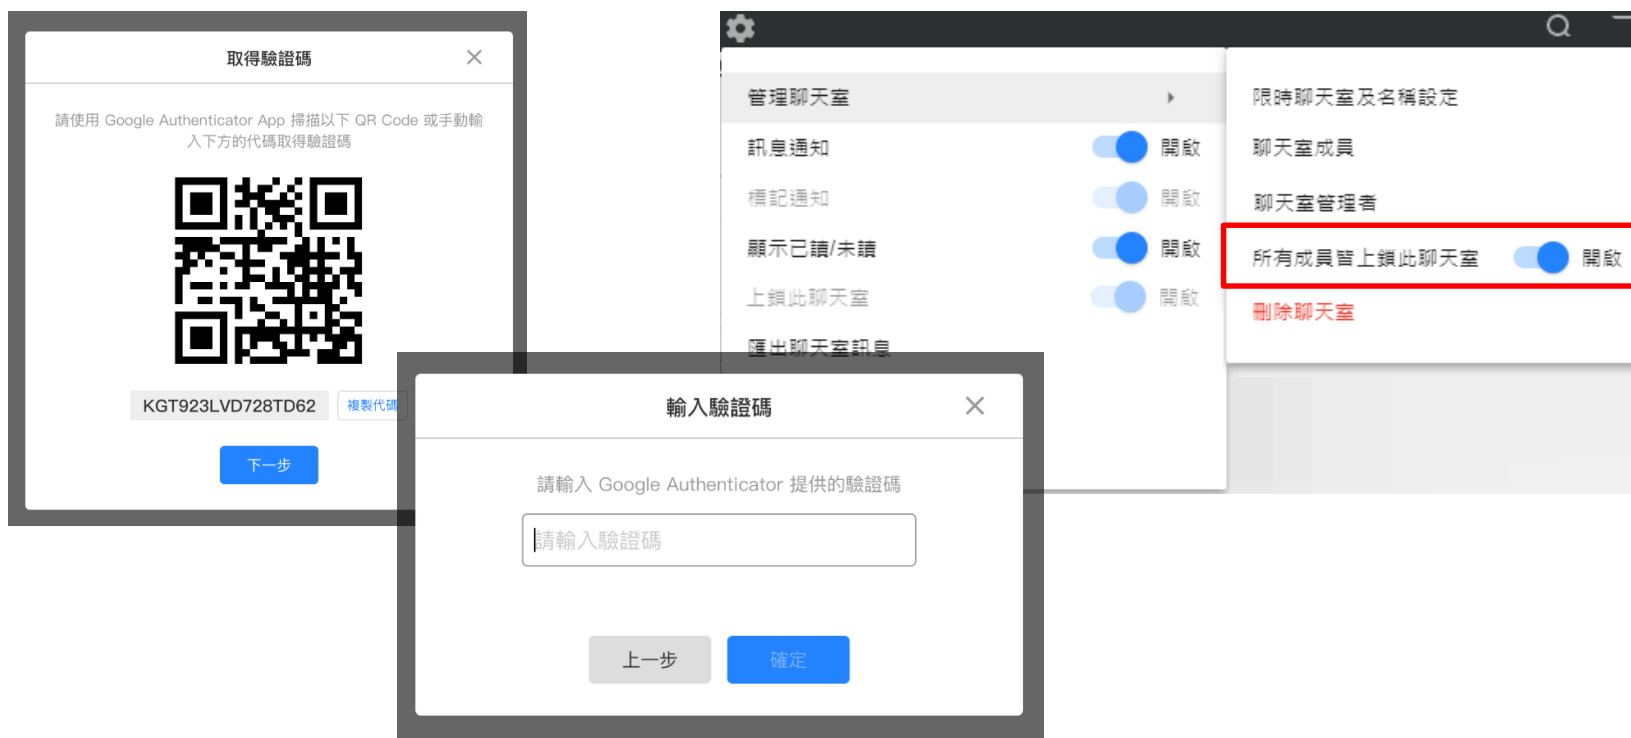 取得驗證碼
請使用 Google Authenticator App 掃描以下 QR Code 或手動輸
入下方的代碼取得驗證碼
KGT923LVD728TD62
複製代碼
下一步
輸入驗證碼
請輸入 Google Authenticator 提供的驗證碼
請輸入驗證碼
上一步
確定
管理聊天室
訊息通知 開啟
標記通知 開啟
顯示已讀/未讀 開啟
上鎖此聊天室 開啟
匯出聊天室訊息
限時聊天室及名稱設定
聊天室成員
聊天室管理者
所有成員皆上鎖此聊天室 開啟
刪除聊天室